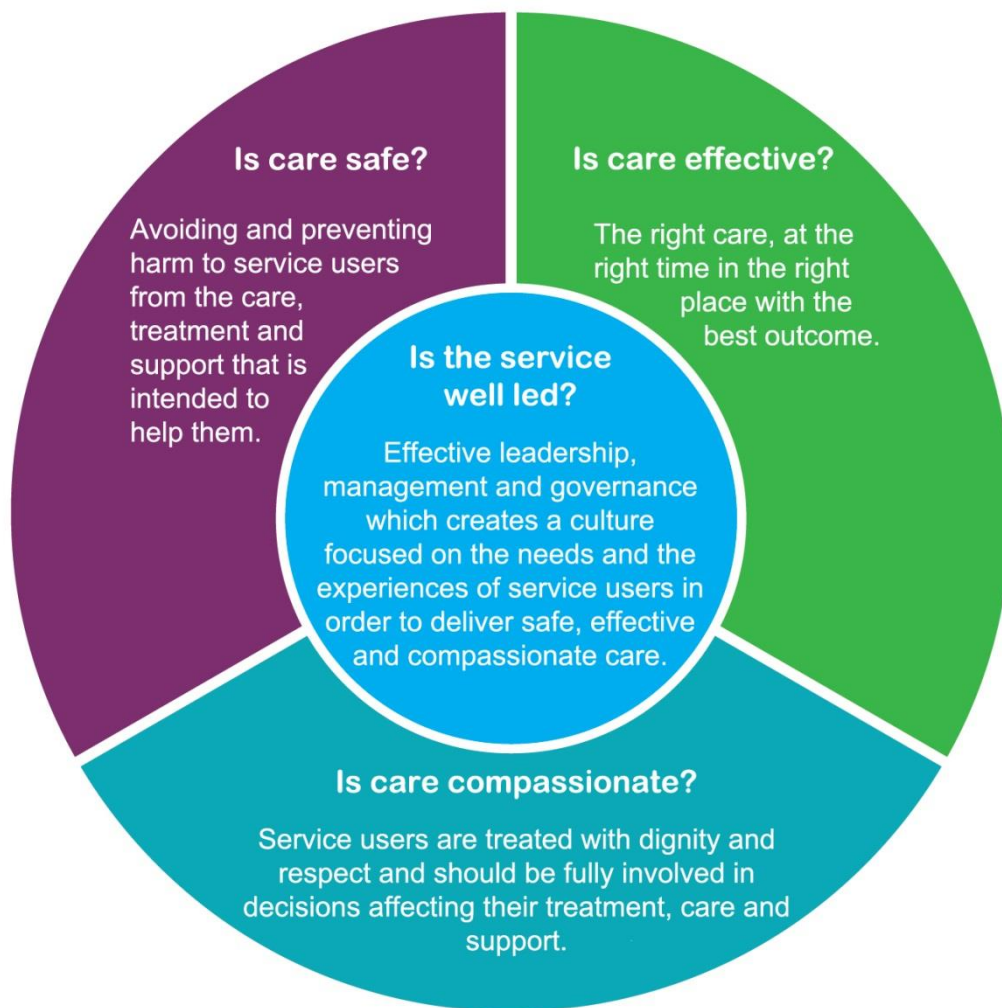 Is care safe?
Avoiding and preventing
harm to service users
from the care,
treatment and
support that is
intended to
help them.
Is care effective?
The right care, at the
right time in the right
place with the
best outcome.
Is the service
well led?
Effective leadership,
management and governance
which creates a culture
focused on the needs and the
experiences of service users in
order to deliver safe, effective
and compassionate care.
Is care compassionate?
Service users are treated with dignity and
respect and should be fully involved in
decisions affecting their treatment, care and
support.